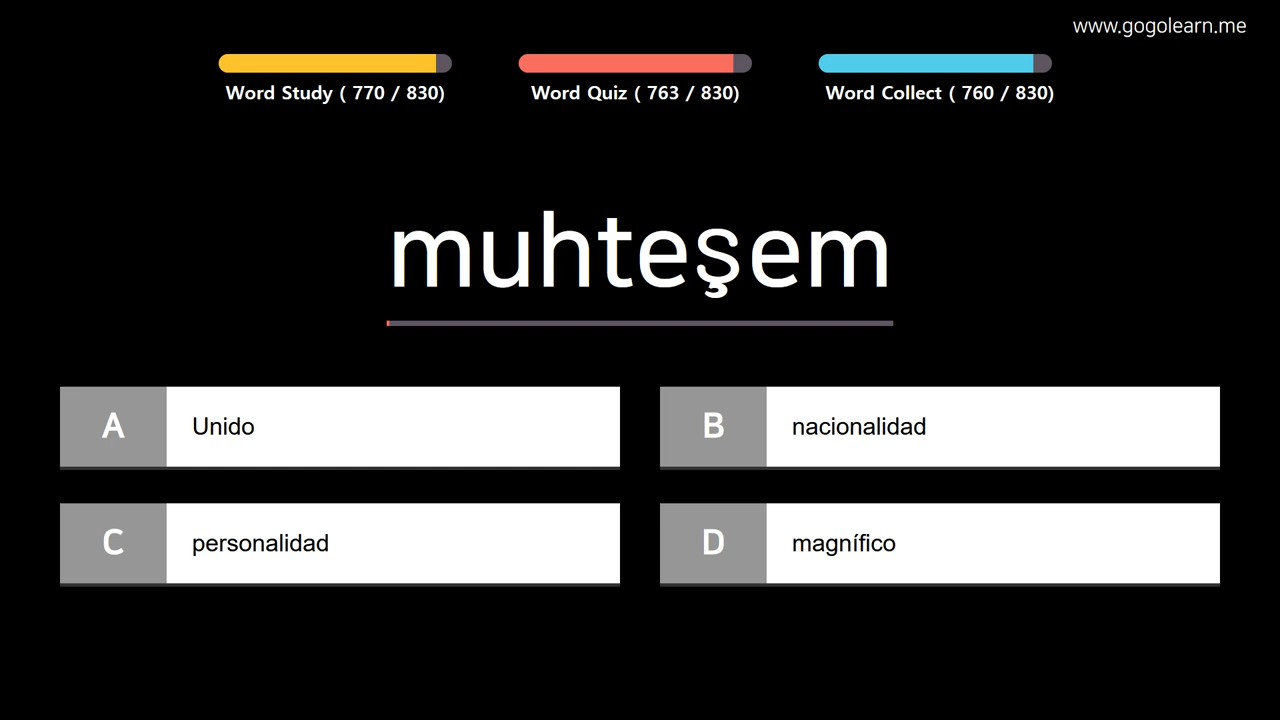 www.gogolearn.me
Word Study ( 770 / 830)
Word Quiz ( 763 / 830)
Word Collect ( 760 / 830)
muhteşem
A Unido
B nacionalidad
C personalidad
D magnífico